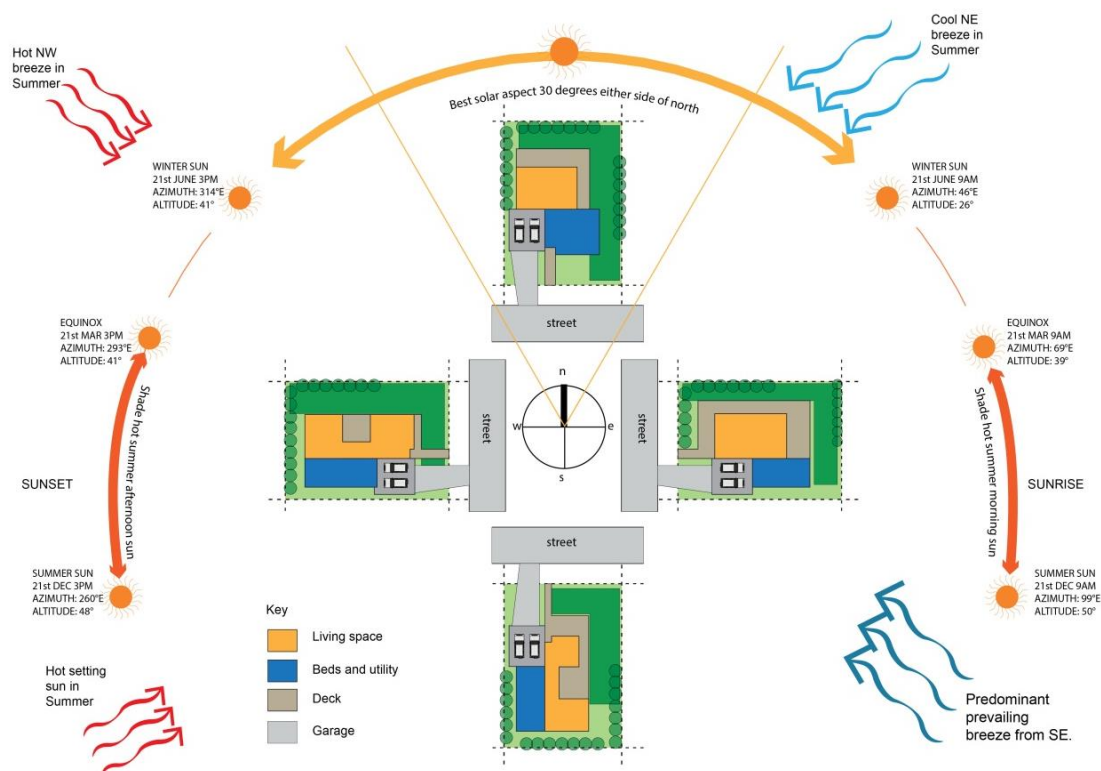 Hot NW
breeze in
Summer
Cool NE
breeze in
Summer
Best solar aspect 30 degrees either side of north
WINTER SUN
21st JUNE 3PM
AZIMUTH: 314°E
ALTITUDE: 41°
WINTER SUN
21st JUNE 9AM
AZIMUTH: 46°E
ALTITUDE: 26°
street
EQUINOX
21st MAR 3PM
AZIMUTH: 293°E
ALTITUDE: 41°
EQUINOX
21st MAR 9AM
AZIMUTH: 69°E
ALTITUDE: 39°
Shade hot summer afternoon sun
street
n
w
e
s
street
Shade hot summer morning sun
SUNSET
SUNRISE
street
SUMMER SUN
21st DEC 3PM
AZIMUTH: 260°E
ALTITUDE: 48°
SUMMER SUN
21st DEC 9AM
AZIMUTH: 99°E
ALTITUDE: 50°
Key
Living space
Beds and utility
Deck
Garage
Hot setting
sun in
Summer
Predominant
prevailing
breeze from SE.